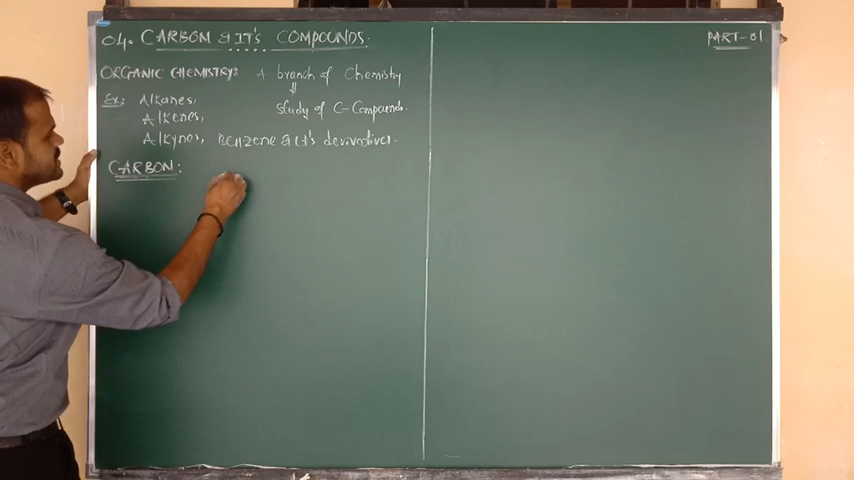 04. CARBON & IT'S COMPOUNDS.
PART-01.
ORGANIC CHEMISTRY: A branch of Chemistry
⇓
Ex: Alkanes, study of C-Compounds.
Alkenes,
Alkynes, BENZene & it's derivatives.
CARBON: